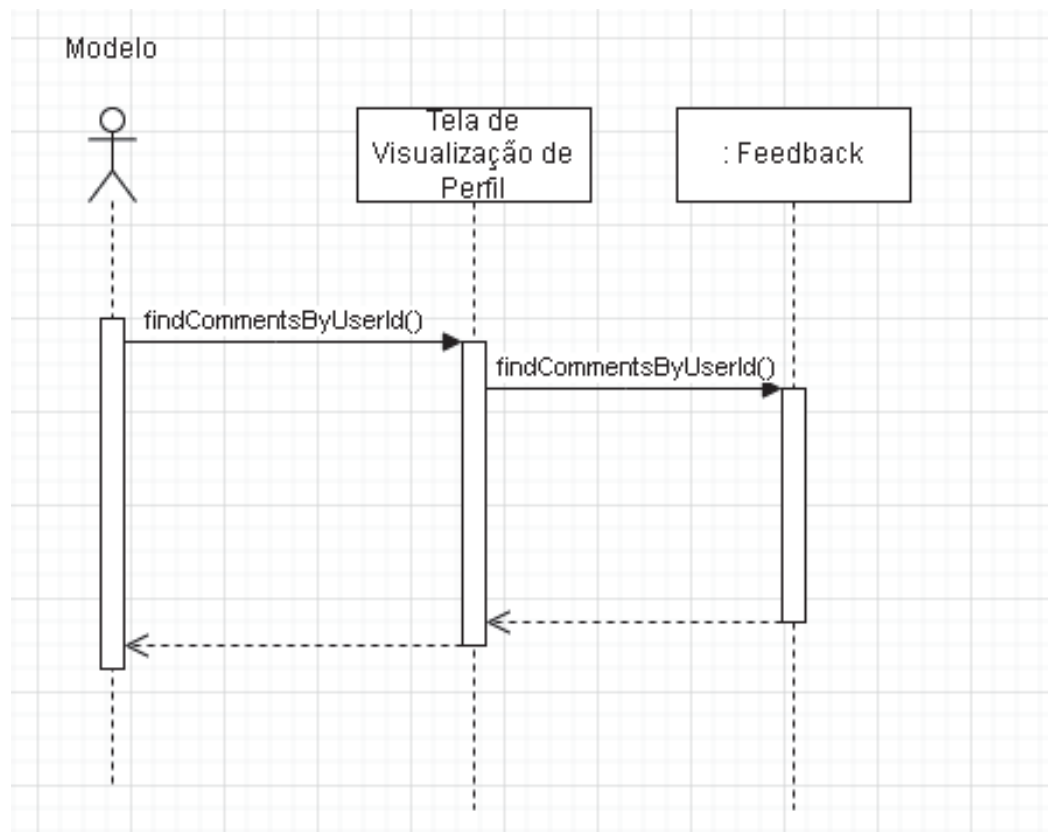 Modelo
Tela de
Visualização de
Perfil
: Feedback
findCommentsByUserId()
findCommentsByUserId()